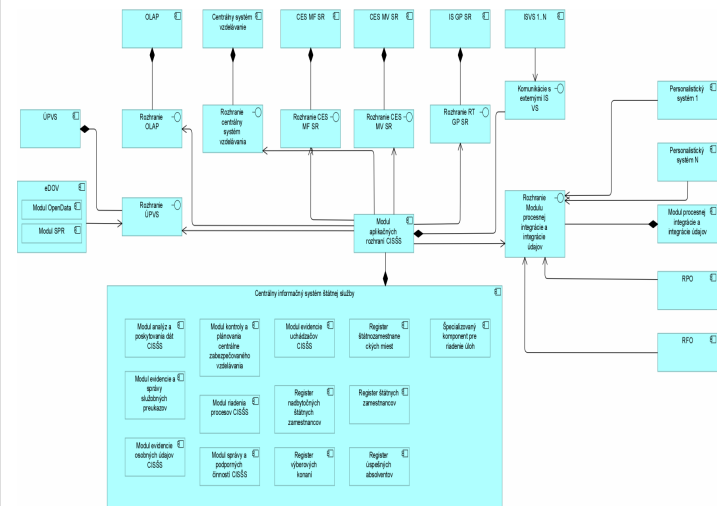 OLAP
Centrálny systém
vzdelávanie
CES MF SR
CES MV SR
IS GP SR
ISVS 1..N
ÚPVS
Rozhranie
OLAP
Rozhranie
centrálny
systém
vzdelávania
Rozhranie CES
MF SR
Rozhranie CES
MV SR
Rozhranie RT
GP SR
Komunikácie s
externými IS
VS
Personalistický
systém 1
Personalistický
systém N
eDOV
Modul OpenData
Modul SPR
Rozhranie
ÚPVS
Modul
aplikačných
rozhraní CISŠS
Rozhranie
Modulu
procesnej
integrácie a
integrácie
údajov
Modul procesnej
integrácie a
integrácie údajov
RPO
RFO
Centrálny informačný systém štátnej služby
Modul analýz a
poskytovania dát
CISŠS
Modul kontroly a
plánovania
centrálne
zabezpečovaného
vzdelávania
Modul evidencie
uchádzačov
CISŠS
Register
štátnozamestnane
ckých miest
Špecializovaný
komponent pre
riadenie úloh
Modul evidencie a
správy
služobných
preukazov
Modul riadenia
procesov CISŠS
Register
nadbytočných
štátnych
zamestnancov
Register štátnych
zamestnancov
Modul evidencie
osobných údajov
CISŠS
Modul správy a
podporných
činností CISŠS
Register
výberových
konaní
Register
úspešných
absolventov